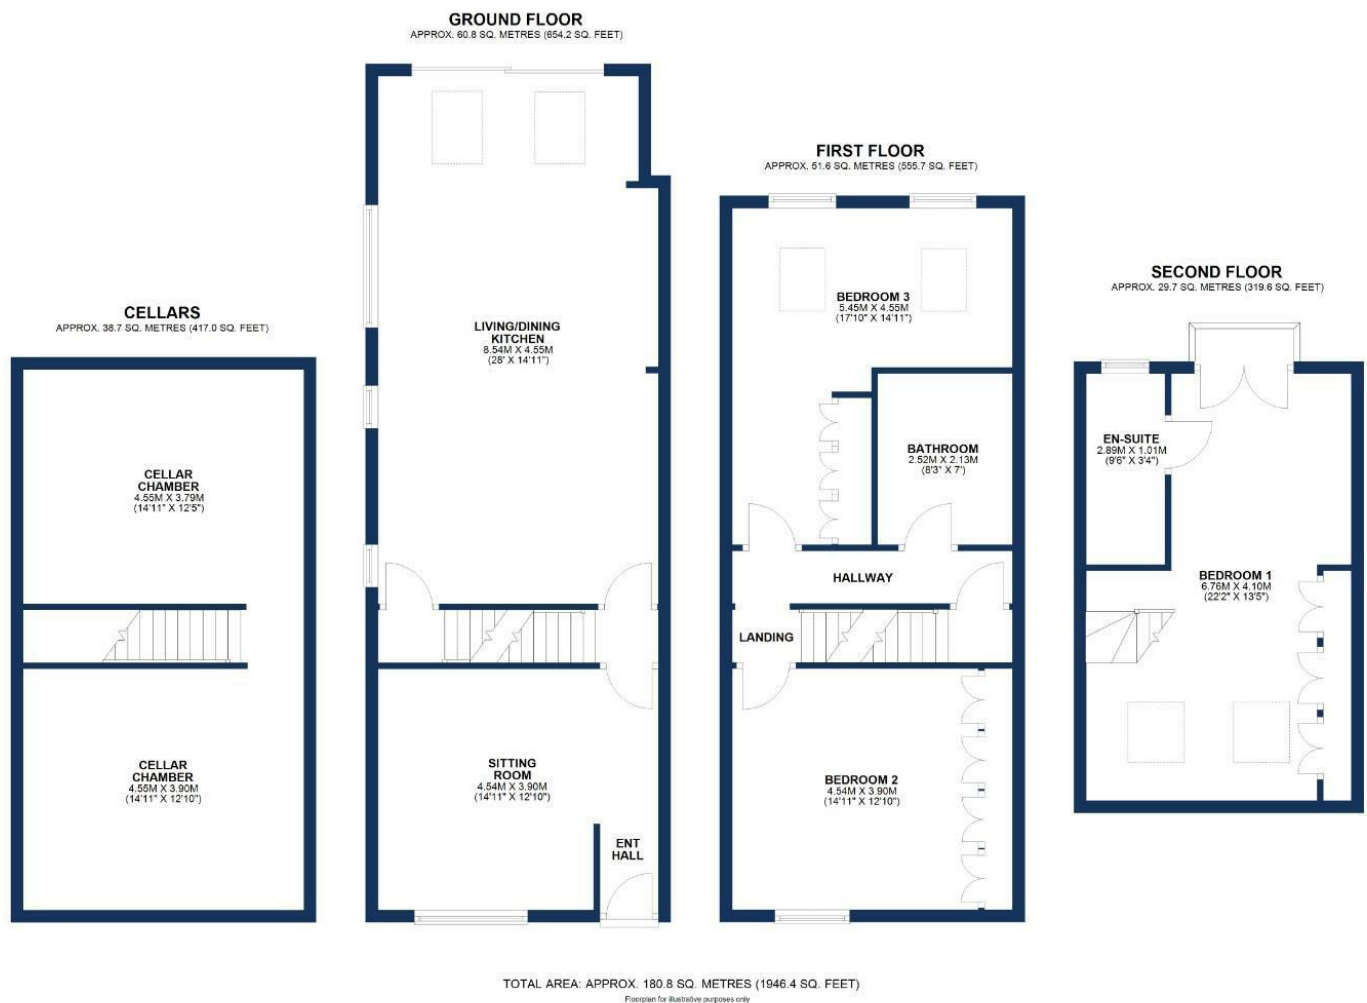 GROUND FLOOR
APPROX. 60.8 SQ. METRES (654.2 SQ. FEET)
LIVING/DINING
KITCHEN
8.54M X 4.55M
(28' X 14'11")
SITTING
ROOM
4.54M X 3.90M
(14'11" X 12'10")
ENT
HALL
CELLARS
APPROX. 38.7 SQ. METRES (417.0 SQ. FEET)
CELLAR
CHAMBER
4.55M X 3.79M
(14'11" X 12'5")
CELLAR
CHAMBER
4.55M X 3.90M
(14'11" X 12'10")
FIRST FLOOR
APPROX. 51.6 SQ. METRES (555.7 SQ. FEET)
BEDROOM 3
5.45M X 4.55M
(17'10" X 14'11")
BATHROOM
2.52M X 2.13M
(8'3" X 7')
HALLWAY
LANDING
BEDROOM 2
4.54M X 3.90M
(14'11" X 12'10")
SECOND FLOOR
APPROX. 29.7 SQ. METRES (319.6 SQ. FEET)
EN-SUITE
2.89M X 1.01M
(9'6" X 3'4")
BEDROOM 1
6.76M X 4.10M
(22'2" X 13'5")
TOTAL AREA: APPROX. 180.8 SQ. METRES (1946.4 SQ. FEET)
Floorplan for illustrative purposes only